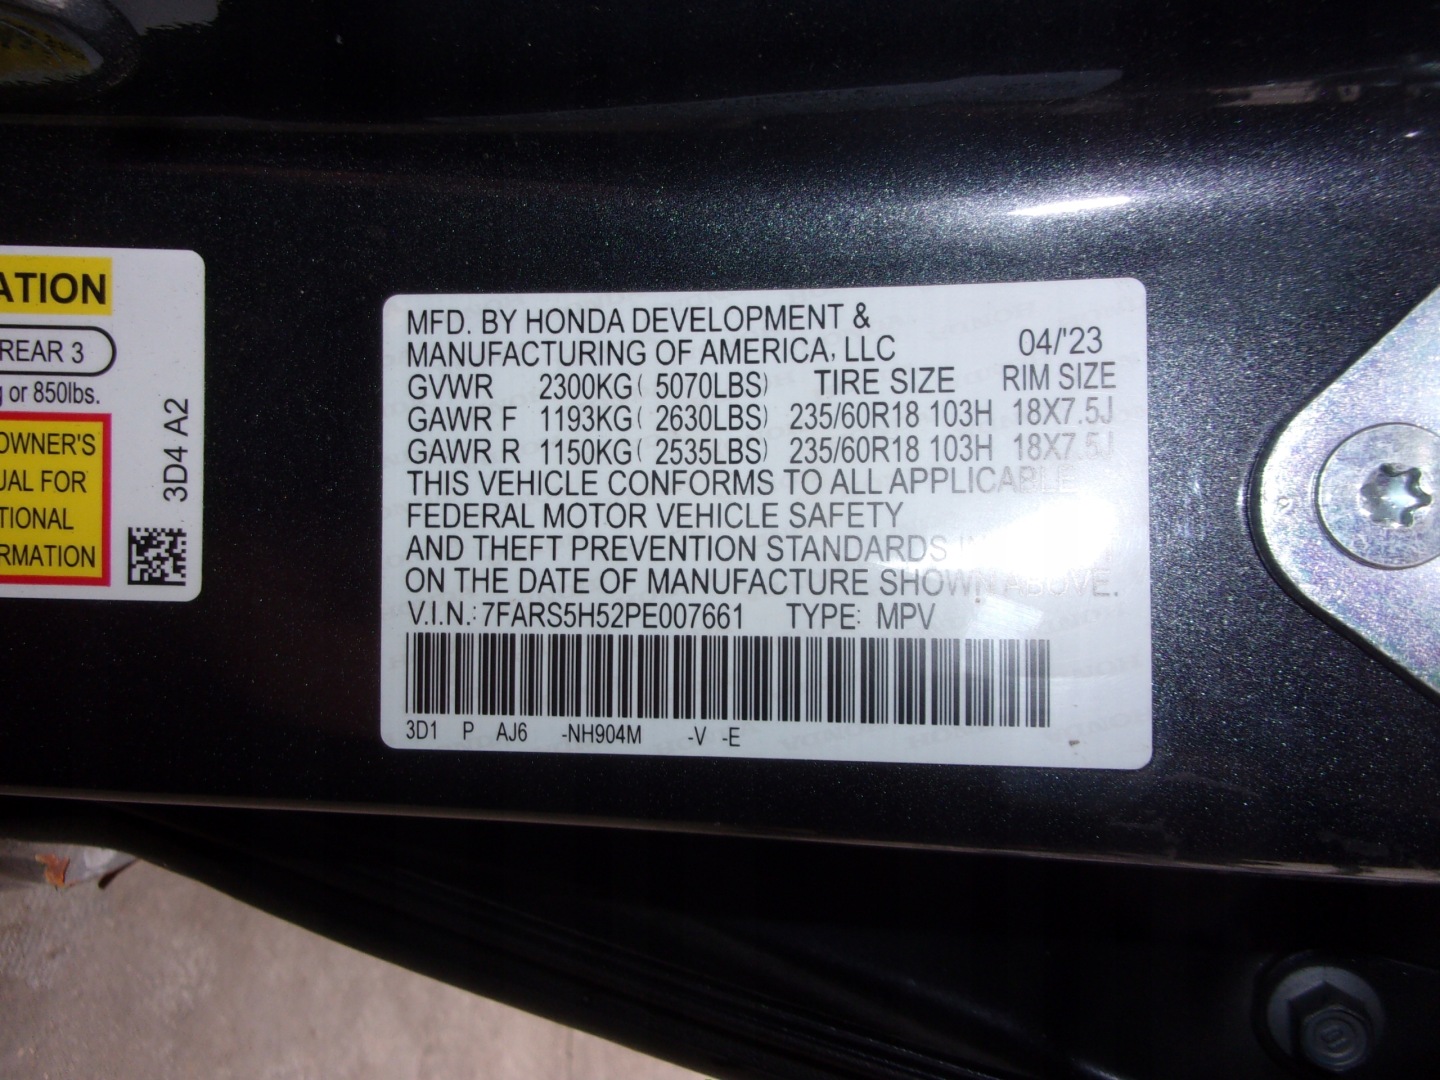 ATION
REAR 3
g or 850lbs.
OWNER'S
UAL FOR
TIONAL
ORMATION
3D4 A2
MFD. BY HONDA DEVELOPMENT &
MANUFACTURING OF AMERICA, LLC 04/'23
GVWR 2300KG( 5070LBS) TIRE SIZE RIM SIZE
GAWR F 1193KG( 2630LBS) 235/60R18 103H 18X7.5J
GAWR R 1150KG( 2535LBS) 235/60R18 103H 18X7.5J
THIS VEHICLE CONFORMS TO ALL APPLICABLE
FEDERAL MOTOR VEHICLE SAFETY
AND THEFT PREVENTION STANDARDS
ON THE DATE OF MANUFACTURE SHOWN ABOVE.
V.I.N.: 7FARS5H52PE007661 TYPE: MPV
3D1 P AJ6 -NH904M -V -E